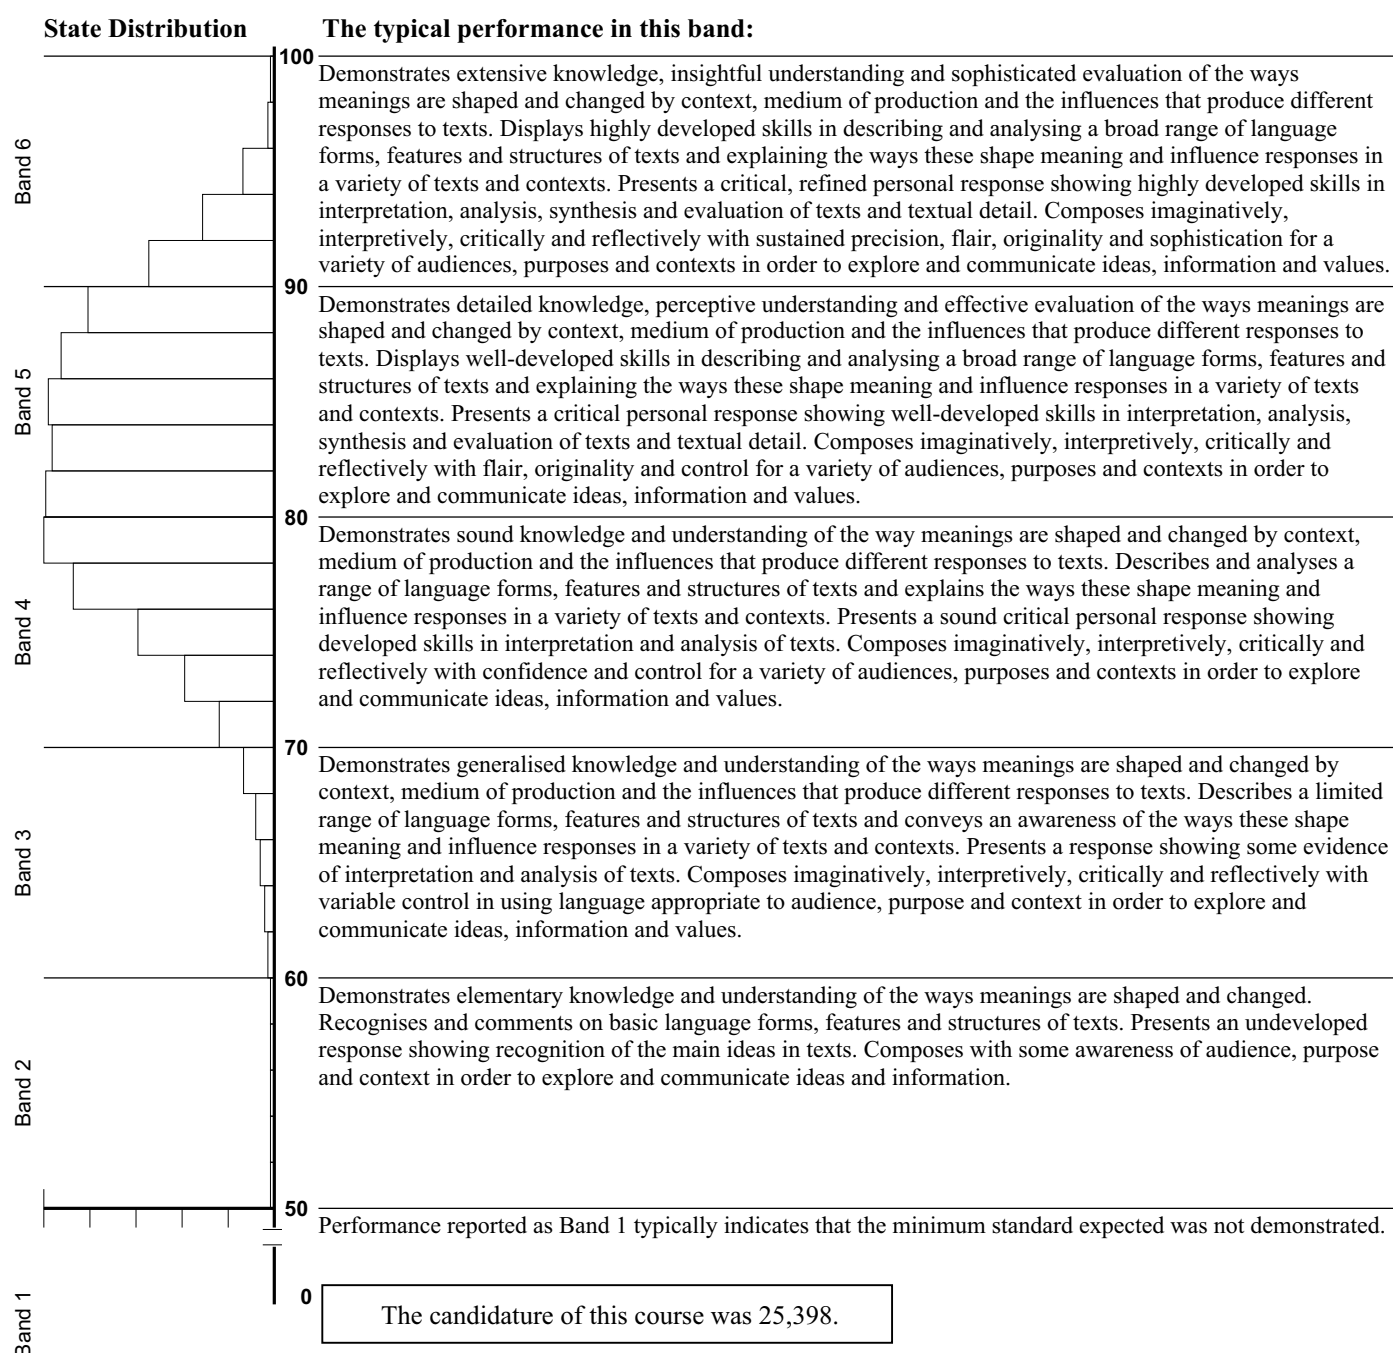 State Distribution
The typical performance in this band:
100
Band 6
Demonstrates extensive knowledge, insightful understanding and sophisticated evaluation of the ways
meanings are shaped and changed by context, medium of production and the influences that produce different
responses to texts. Displays highly developed skills in describing and analysing a broad range of language
forms, features and structures of texts and explaining the ways these shape meaning and influence responses in
a variety of texts and contexts. Presents a critical, refined personal response showing highly developed skills in
interpretation, analysis, synthesis and evaluation of texts and textual detail. Composes imaginatively,
interpretively, critically and reflectively with sustained precision, flair, originality and sophistication for a
variety of audiences, purposes and contexts in order to explore and communicate ideas, information and values.
90
Band 5
Demonstrates detailed knowledge, perceptive understanding and effective evaluation of the ways meanings are
shaped and changed by context, medium of production and the influences that produce different responses to
texts. Displays well-developed skills in describing and analysing a broad range of language forms, features and
structures of texts and explaining the ways these shape meaning and influence responses in a variety of texts
and contexts. Presents a critical personal response showing well-developed skills in interpretation, analysis,
synthesis and evaluation of texts and textual detail. Composes imaginatively, interpretively, critically and
reflectively with flair, originality and control for a variety of audiences, purposes and contexts in order to
explore and communicate ideas, information and values.
80
Band 4
Demonstrates sound knowledge and understanding of the way meanings are shaped and changed by context,
medium of production and the influences that produce different responses to texts. Describes and analyses a
range of language forms, features and structures of texts and explains the ways these shape meaning and
influence responses in a variety of texts and contexts. Presents a sound critical personal response showing
developed skills in interpretation and analysis of texts. Composes imaginatively, interpretively, critically and
reflectively with confidence and control for a variety of audiences, purposes and contexts in order to explore
and communicate ideas, information and values.
70
Band 3
Demonstrates generalised knowledge and understanding of the ways meanings are shaped and changed by
context, medium of production and the influences that produce different responses to texts. Describes a limited
range of language forms, features and structures of texts and conveys an awareness of the ways these shape
meaning and influence responses in a variety of texts and contexts. Presents a response showing some evidence
of interpretation and analysis of texts. Composes imaginatively, interpretively, critically and reflectively with
variable control in using language appropriate to audience, purpose and context in order to explore and
communicate ideas, information and values.
60
Band 2
Demonstrates elementary knowledge and understanding of the ways meanings are shaped and changed.
Recognises and comments on basic language forms, features and structures of texts. Presents an undeveloped
response showing recognition of the main ideas in texts. Composes with some awareness of audience, purpose
and context in order to explore and communicate ideas and information.
50
Performance reported as Band 1 typically indicates that the minimum standard expected was not demonstrated.
Band 1
0
The candidature of this course was 25,398.